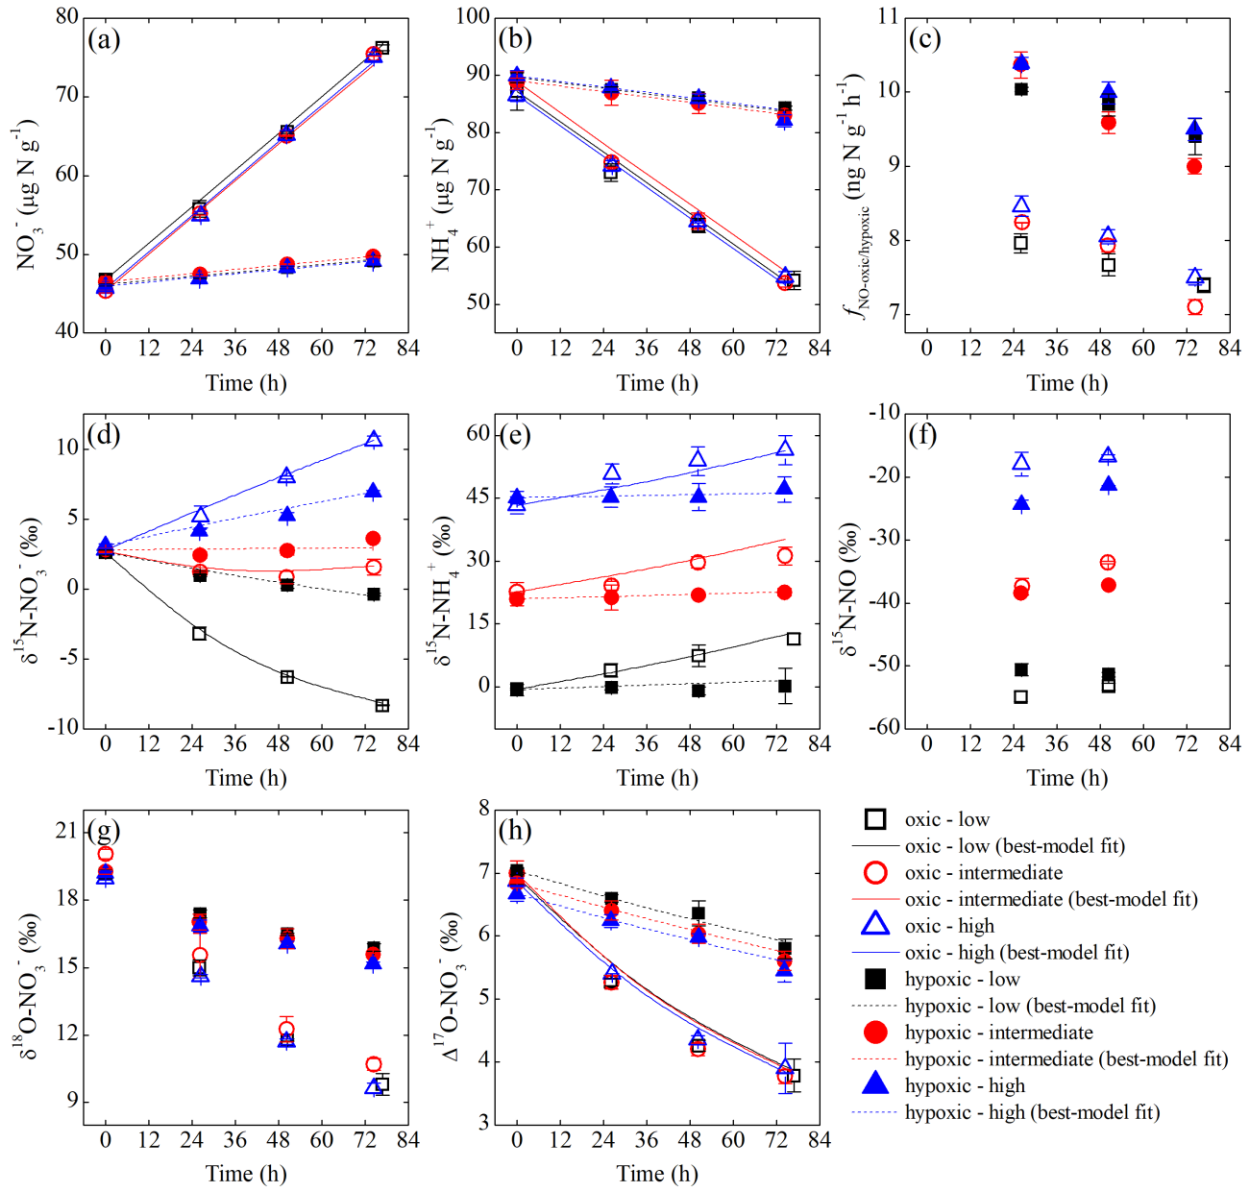 (a)
80
70
60
50
40
NO₃⁻ (μg N g⁻¹)
0 12 24 36 48 60 72 84
Time (h)
(b)
100
90
80
70
60
50
NH₄⁺ (μg N g⁻¹)
0 12 24 36 48 60 72 84
Time (h)
(c)
10
9
8
7
f NO-oxic/hypoxic (ng N g⁻¹ h⁻¹)
0 12 24 36 48 60 72 84
Time (h)
(d)
10
5
0
-5
-10
δ¹⁵N-NO₃⁻ (‰)
0 12 24 36 48 60 72 84
Time (h)
(e)
60
45
30
15
0
δ¹⁵N-NH₄⁺ (‰)
0 12 24 36 48 60 72 84
Time (h)
(f)
-10
-20
-30
-40
-50
-60
δ¹⁵N-NO (‰)
0 12 24 36 48 60 72 84
Time (h)
(g)
21
18
15
12
9
δ¹⁸O-NO₃⁻ (‰)
0 12 24 36 48 60 72 84
Time (h)
(h)
8
7
6
5
4
3
Δ¹⁷O-NO₃⁻ (‰)
0 12 24 36 48 60 72 84
Time (h)
oxic - low
oxic - low (best-model fit)
oxic - intermediate
oxic - intermediate (best-model fit)
oxic - high
oxic - high (best-model fit)
hypoxic - low
hypoxic - low (best-model fit)
hypoxic - intermediate
hypoxic - intermediate (best-model fit)
hypoxic - high
hypoxic - high (best-model fit)